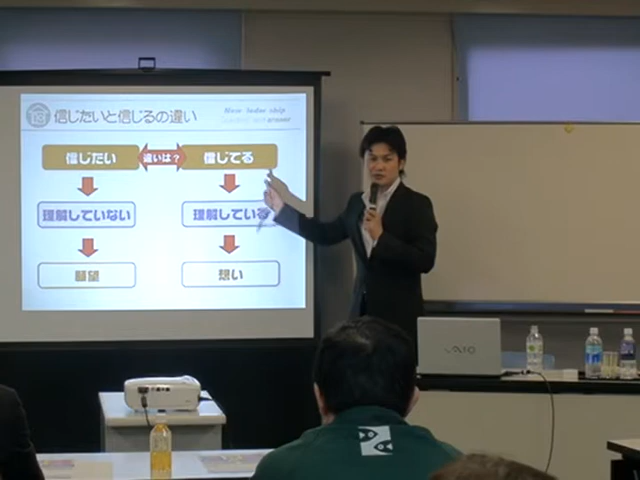 信じたいと信じるの違い
信じたい
違いは？
信じてる
理解していない
理解している
願望
想い
VAIO